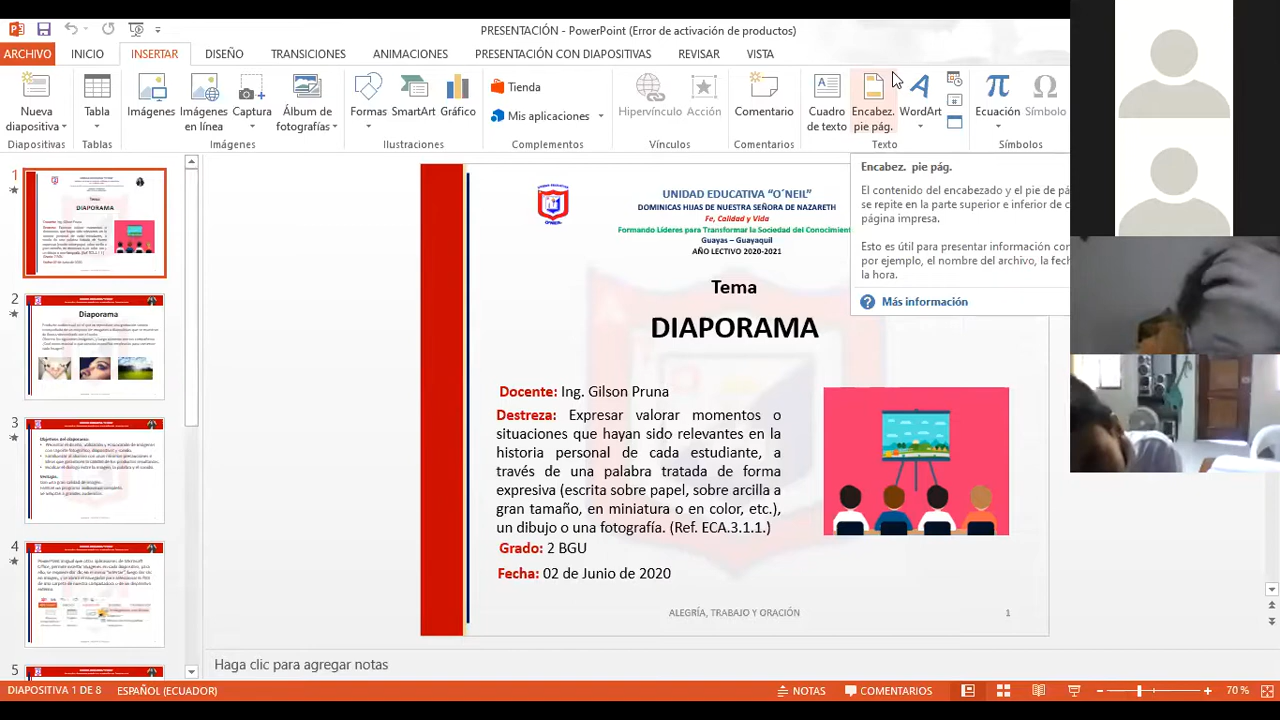 PRESENTACIÓN - PowerPoint (Error de activación de productos)
ARCHIVO INICIO INSERTAR DISEÑO TRANSICIONES ANIMACIONES PRESENTACIÓN CON DIAPOSITIVAS REVISAR VISTA
Nueva diapositiva
Tabla
Imágenes
Imágenes en línea
Captura
Álbum de fotografías
Formas
SmartArt
Gráfico
Tienda
Mis aplicaciones
Hipervínculo
Acción
Comentario
Cuadro de texto
Encabez. pie pág.
WordArt
Ecuación
Símbolo
Diapositivas Tablas Imágenes Ilustraciones Complementos Vínculos Comentarios Texto Símbolos
Encabez. pie pág.
El contenido del encabezado y el pie de pá
se repite en la parte superior e inferior de c
página impresa.
Esto es útil para presentar información con
por ejemplo, el nombre del archivo, la fech
la hora.
Más información
1
Tema
DIAPORAMA
2
Diaporama
3
4
5
UNIDAD EDUCATIVA “O´NEIL”
DOMINICAS HIJAS DE NUESTRA SEÑORA DE NAZARETH
Fe, Calidad y Vida
Formando Líderes para Transformar la Sociedad del Conocimient
Guayas – Guayaquil
AÑO LECTIVO 2020-2021
Tema
DIAPORAMA
Docente: Ing. Gilson Pruna
Destreza: Expresar valorar momentos o
situaciones que hayan sido relevantes en la
historia personal de cada estudiante a
través de una palabra tratada de forma
expresiva (escrita sobre papel, sobre arcilla a
gran tamaño, en miniatura o en color, etc.),
un dibujo o una fotografía. (Ref. ECA.3.1.1.)
Grado: 2 BGU
Fecha: 02 de Junio de 2020
ALEGRÍA, TRABAJO Y ORACIÓN
1
Haga clic para agregar notas
DIAPOSITIVA 1 DE 8 ESPAÑOL (ECUADOR) NOTAS COMENTARIOS 70 %